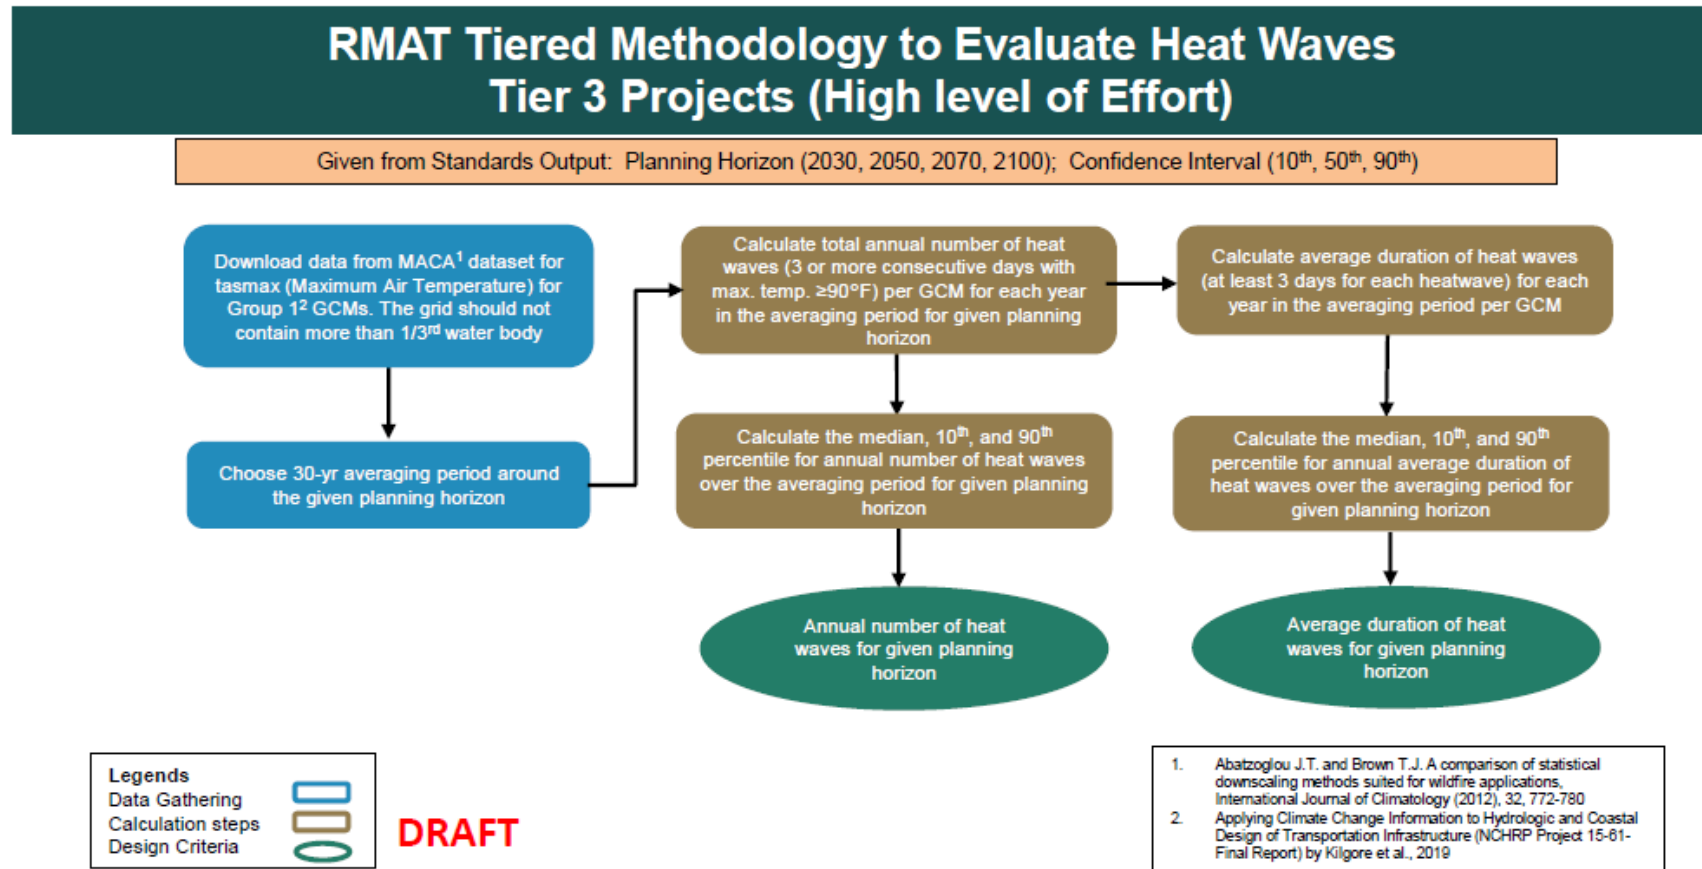 RMAT Tiered Methodology to Evaluate Heat Waves
Tier 3 Projects (High level of Effort)
Given from Standards Output: Planning Horizon (2030, 2050, 2070, 2100); Confidence Interval (10th, 50th, 90th)
Download data from MACA1 dataset for
tasmax (Maximum Air Temperature) for
Group 12 GCMs. The grid should not
contain more than 1/3rd water body
Choose 30-yr averaging period around
the given planning horizon
Calculate total annual number of heat
waves (3 or more consecutive days with
max. temp. ≥90°F) per GCM for each year
in the averaging period for given planning
horizon
Calculate the median, 10th, and 90th
percentile for annual number of heat waves
over the averaging period for given planning
horizon
Annual number of heat
waves for given planning
horizon
Calculate average duration of heat waves
(at least 3 days for each heatwave) for each
year in the averaging period per GCM
Calculate the median, 10th, and 90th
percentile for annual average duration of
heat waves over the averaging period for
given planning horizon
Average duration of heat
waves for given planning
horizon
Legends
Data Gathering
Calculation steps
Design Criteria
DRAFT
1. Abatzoglou J.T. and Brown T.J. A comparison of statistical
downscaling methods suited for wildfire applications,
International Journal of Climatology (2012), 32, 772-780
2. Applying Climate Change Information to Hydrologic and Coastal
Design of Transportation Infrastructure (NCHRP Project 15-61-
Final Report) by Kilgore et al., 2019